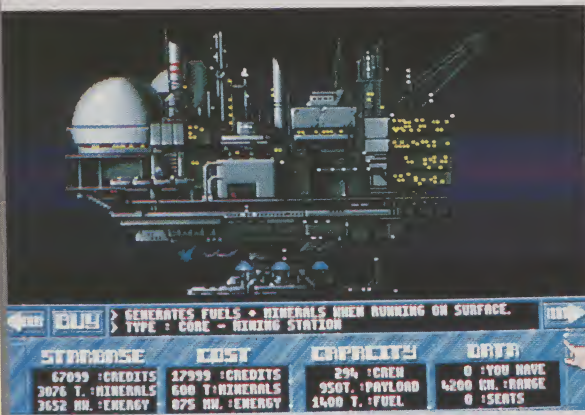 BUY
> GENERATES FUELS + MINERALS WHEN RUNNING ON SURFACE.
> TYPE : CORE - MINING STATION
STARBASE COST CAPACITY DATA
67099 :CREDITS 17999 :CREDITS 294 :CREW 0 :YOU HAVE
3076 T.:MINERALS 600 T:MINERALS 950T.:PAYLOAD 4200 KM.:RANGE
3652 MW.:ENERGY 875 MW.:ENERGY 1400 T.:FUEL 0 :SEATS